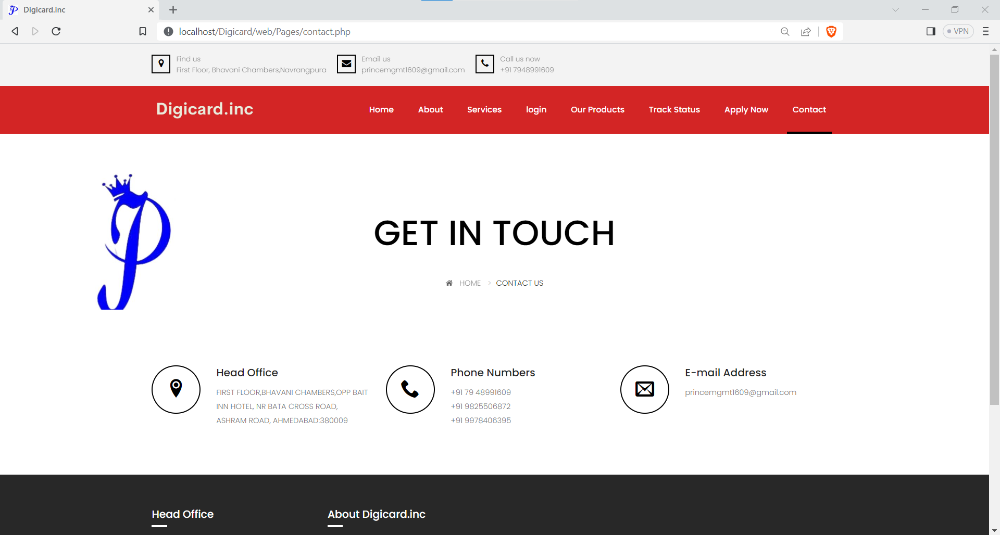 Digicard.inc
localhost/Digicard/web/Pages/contact.php
VPN
Find us
First Floor, Bhavani Chambers,Navrangpura
Email us
princemgmt1609@gmail.com
Call us now
+91 7948991609
Digicard.inc
Home About Services login Our Products Track Status Apply Now Contact
GET IN TOUCH
HOME > CONTACT US
Head Office
FIRST FLOOR,BHAVANI CHAMBERS,OPP BAIT
INN HOTEL, NR BATA CROSS ROAD,
ASHRAM ROAD, AHMEDABAD:380009
Phone Numbers
+91 79 48991609
+91 9825506872
+91 9978406395
E-mail Address
princemgmt1609@gmail.com
Head Office
About Digicard.inc